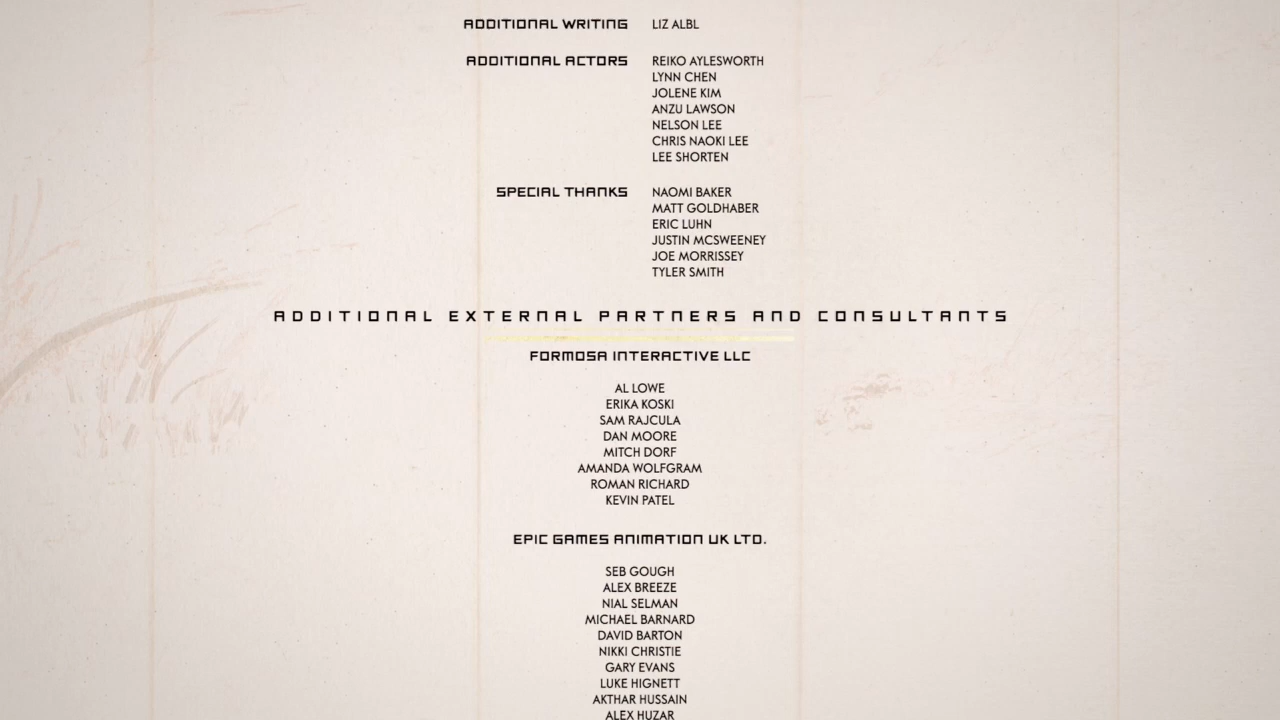 ADDITIONAL WRITING LIZ ALBL
ADDITIONAL ACTORS REIKO AYLESWORTH
LYNN CHEN
JOLENE KIM
ANZU LAWSON
NELSON LEE
CHRIS NAOKI LEE
LEE SHORTEN
SPECIAL THANKS NAOMI BAKER
MATT GOLDHABER
ERIC LUHN
JUSTIN MCSWEENEY
JOE MORRISSEY
TYLER SMITH
ADDITIONAL EXTERNAL PARTNERS AND CONSULTANTS
FORMOSA INTERACTIVE LLC
AL LOWE
ERIKA KOSKI
SAM RAJCULA
DAN MOORE
MITCH DORF
AMANDA WOLFGRAM
ROMAN RICHARD
KEVIN PATEL
EPIC GAMES ANIMATION UK LTD.
SEB GOUGH
ALEX BREEZE
NIAL SELMAN
MICHAEL BARNARD
DAVID BARTON
NIKKI CHRISTIE
GARY EVANS
LUKE HIGNETT
AKTHAR HUSSAIN
ALEX HUZAR